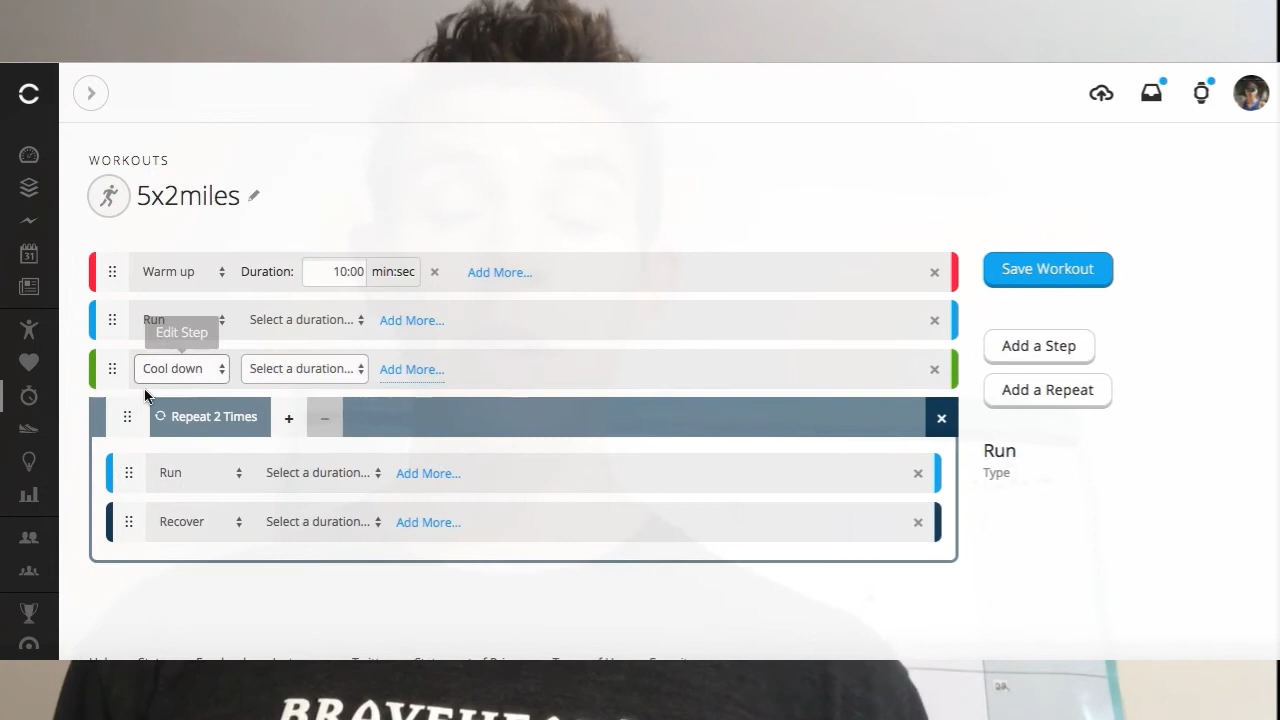 WORKOUTS
5x2miles
Warm up Duration: 10:00 min:sec Add More...
Save Workout
Run Select a duration... Add More...
Edit Step
Add a Step
Cool down Select a duration... Add More...
Add a Repeat
Repeat 2 Times + −
Run
Type
Run Select a duration... Add More...
Recover Select a duration... Add More...
31